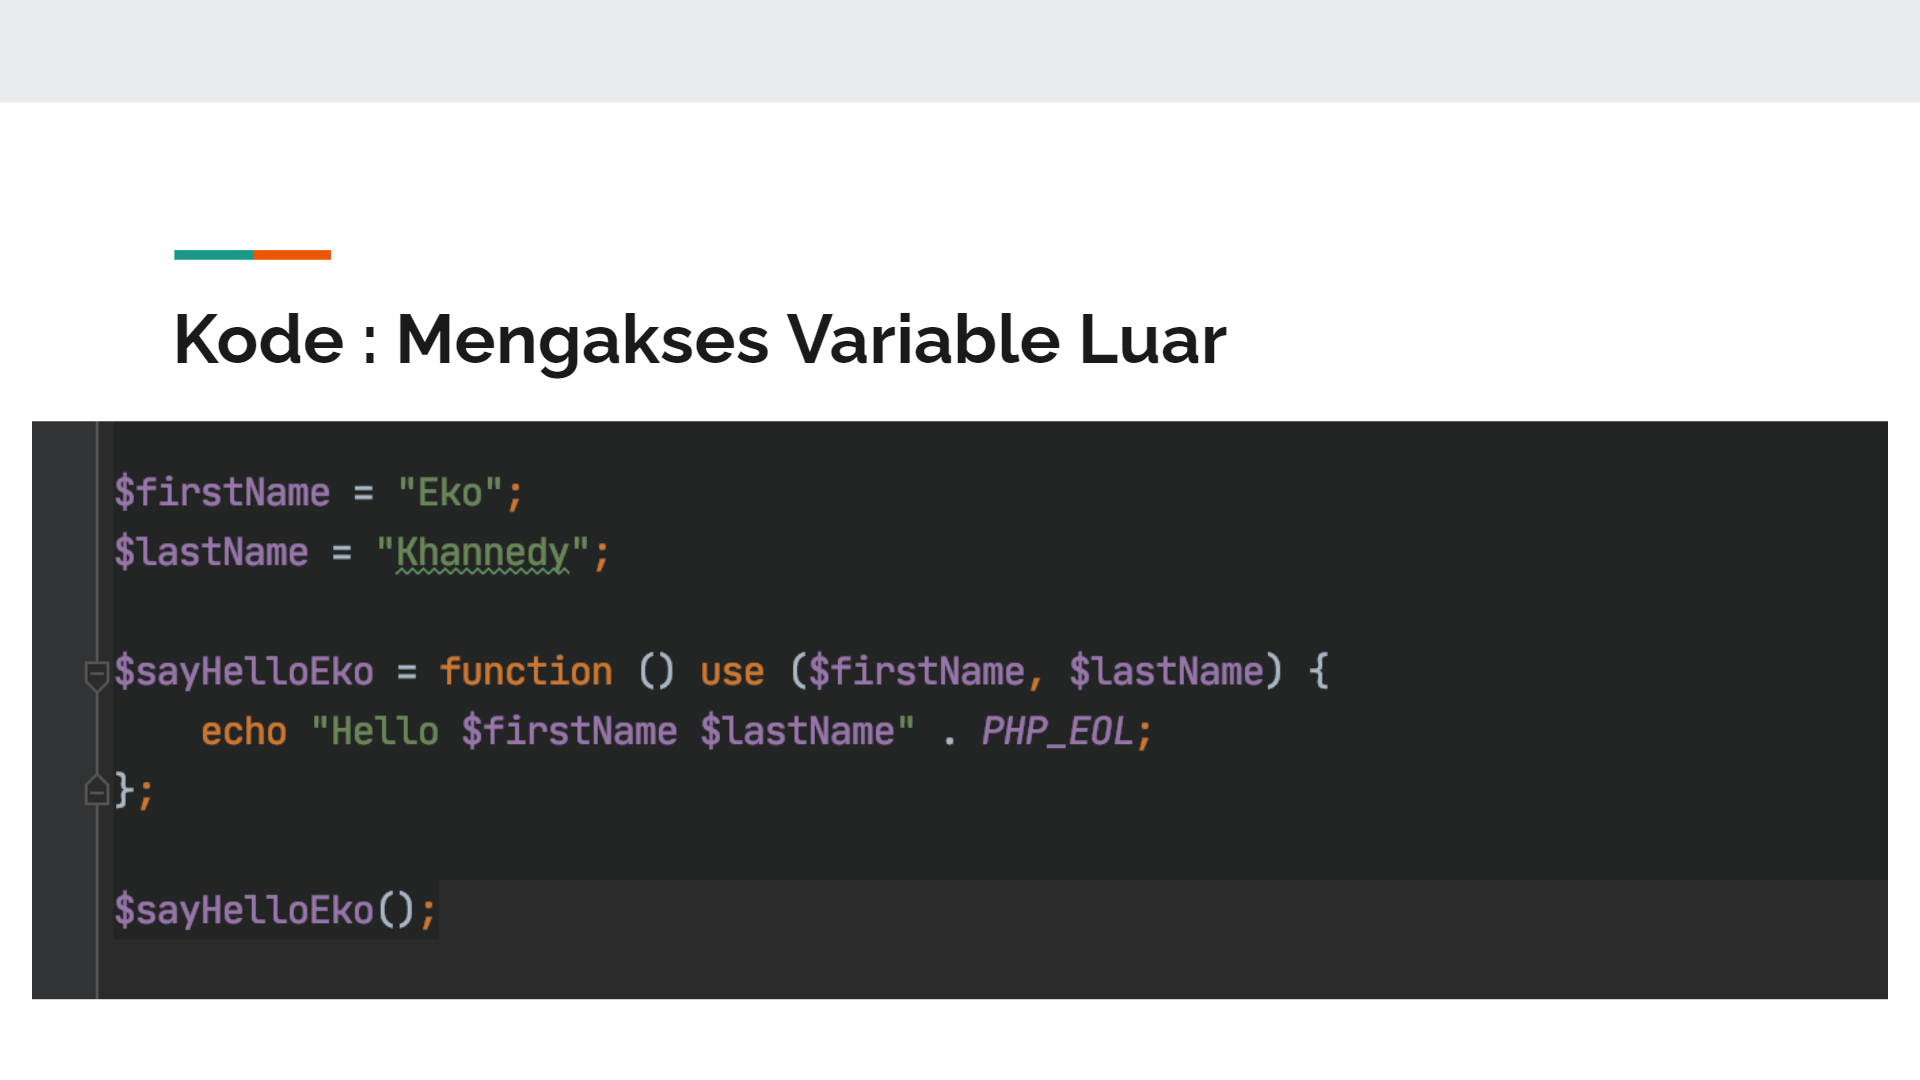 Kode : Mengakses Variable Luar
$firstName = "Eko";
$lastName = "Khannedy";
$sayHelloEko = function () use ($firstName, $lastName) {
echo "Hello $firstName $lastName" . PHP_EOL;
};
$sayHelloEko();